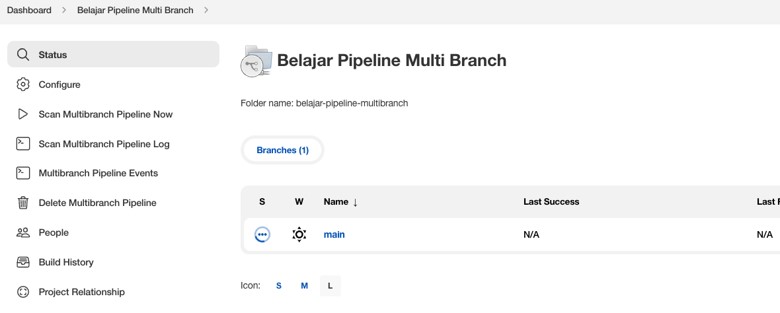 Dashboard > Belajar Pipeline Multi Branch >
Status
Configure
Scan Multibranch Pipeline Now
Scan Multibranch Pipeline Log
Multibranch Pipeline Events
Delete Multibranch Pipeline
People
Build History
Project Relationship
Belajar Pipeline Multi Branch
Folder name: belajar-pipeline-multibranch
Branches (1)
S W Name ↓ Last Success Last F
main N/A N/A
Icon: S M L